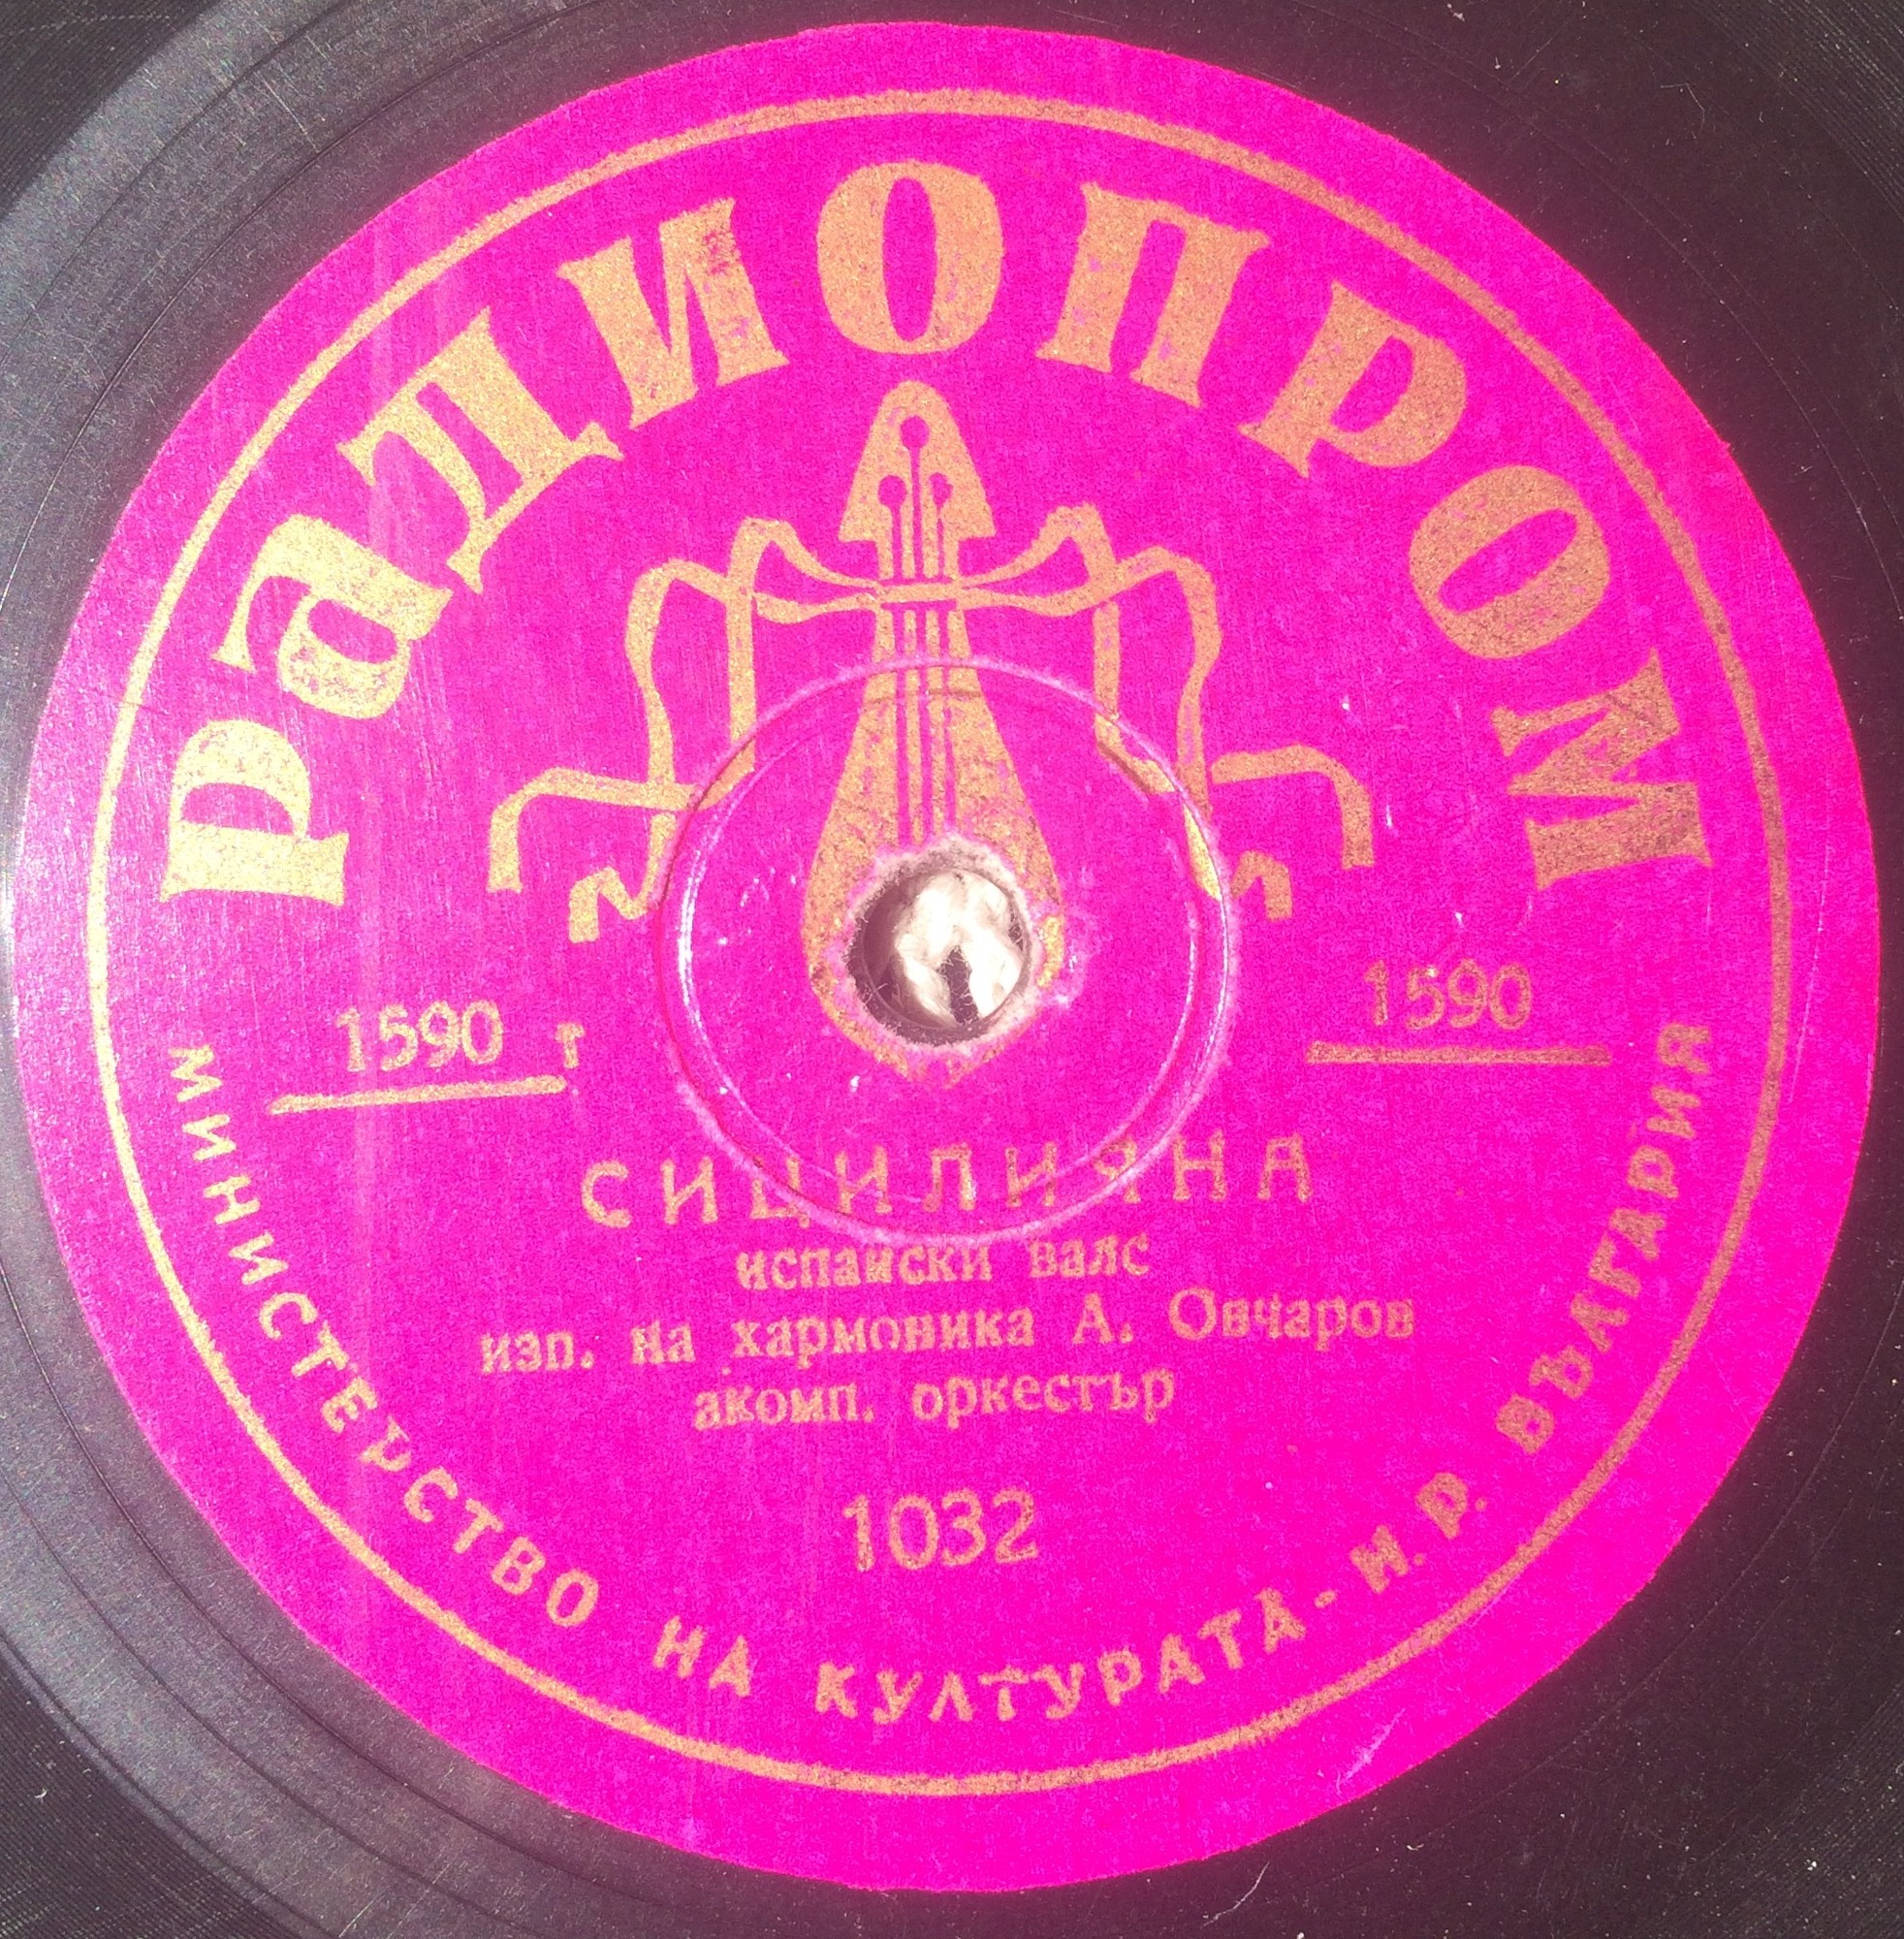 Радиопром
1590 т
1590
СИЦИЛИЯНА
испански валс
изп. на хармоника А. Овчаров
акомп. оркестър
1032
МИНИСТЕРСТВО НА КУЛТУРАТА - Н. Р. БЪЛГАРИЯ